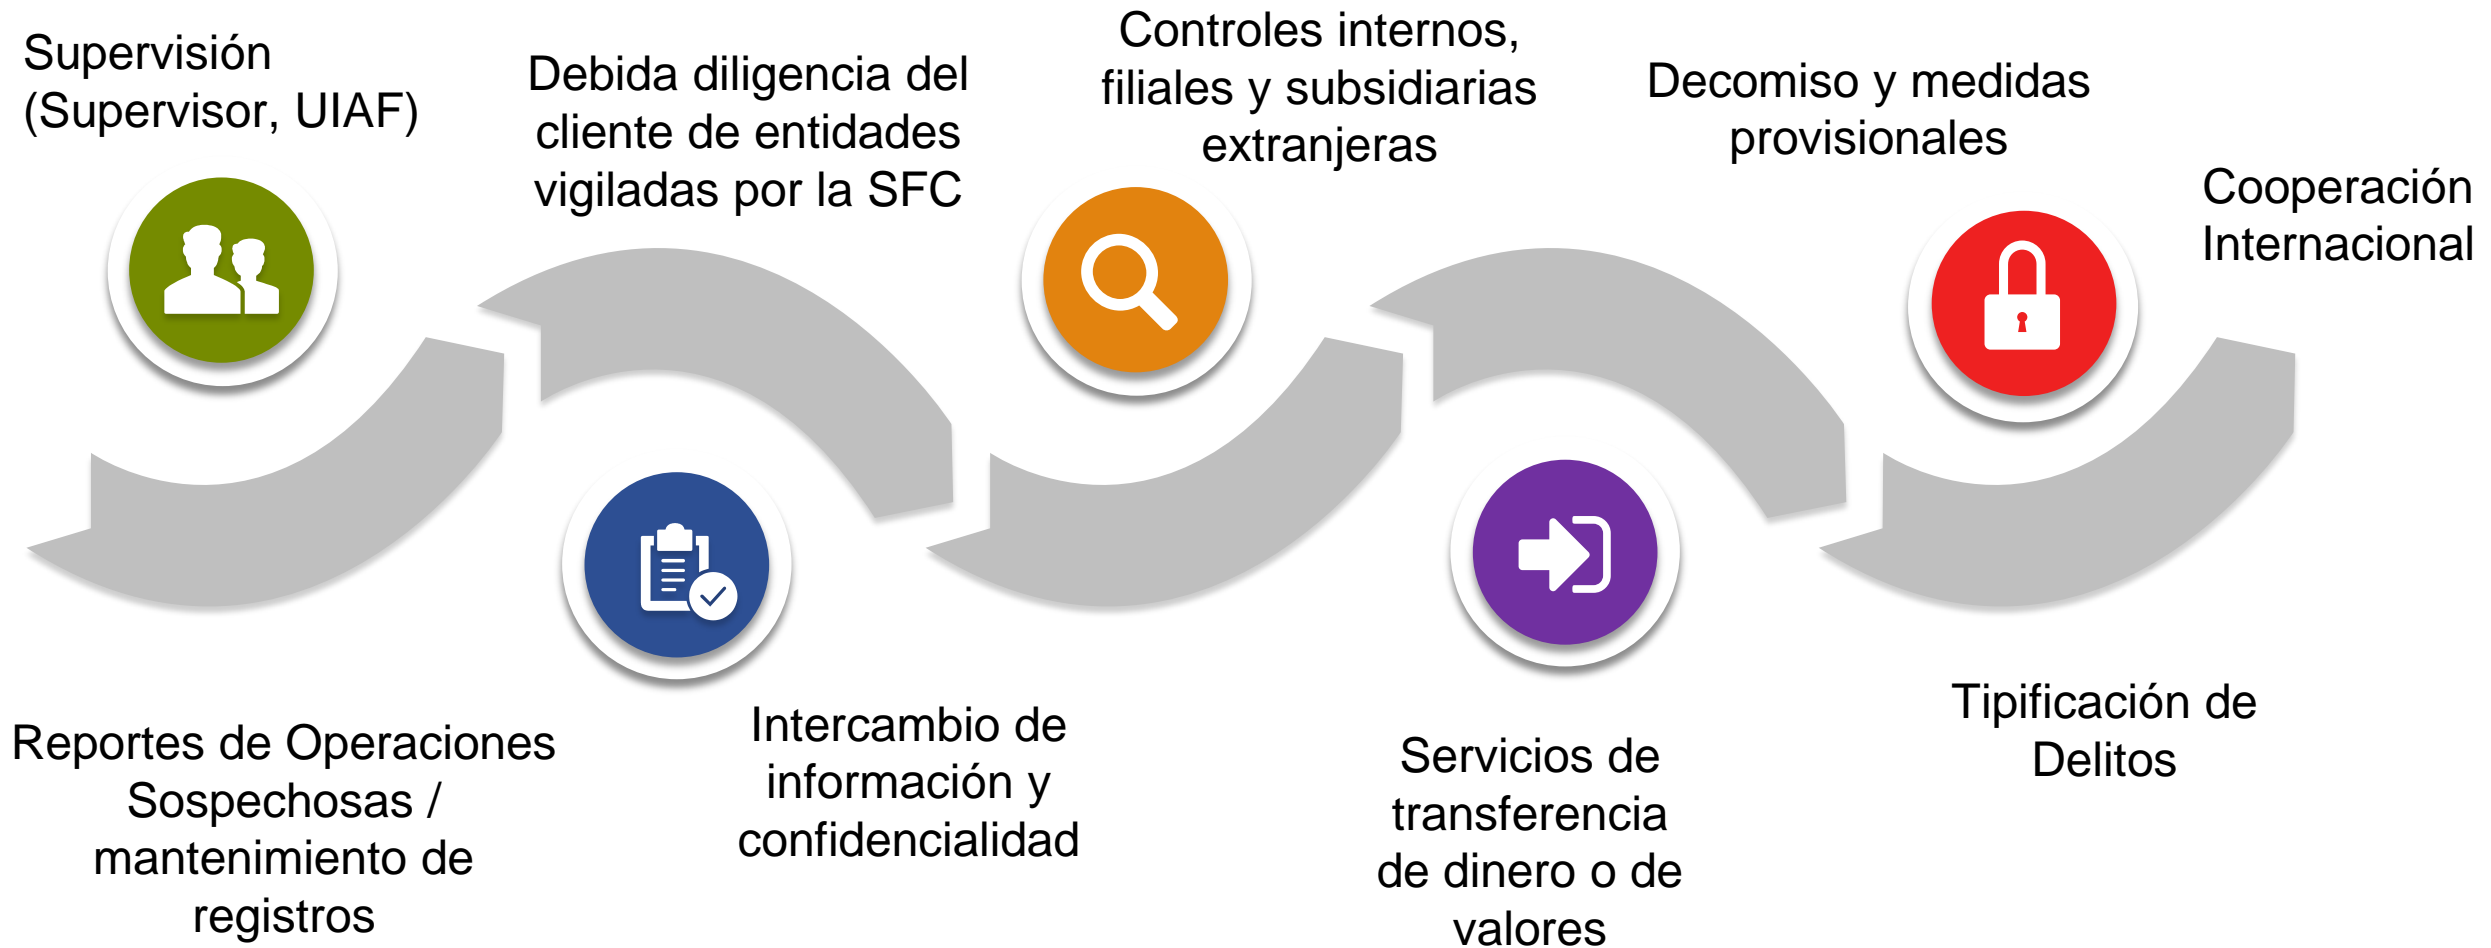 Supervisión
(Supervisor, UIAF)
Debida diligencia del
cliente de entidades
vigiladas por la SFC
Controles internos,
filiales y subsidiarias
extranjeras
Decomiso y medidas
provisionales
Cooperación
Internacional
Reportes de Operaciones
Sospechosas /
mantenimiento de
registros
Intercambio de
información y
confidencialidad
Servicios de
transferencia
de dinero o de
valores
Tipificación de
Delitos